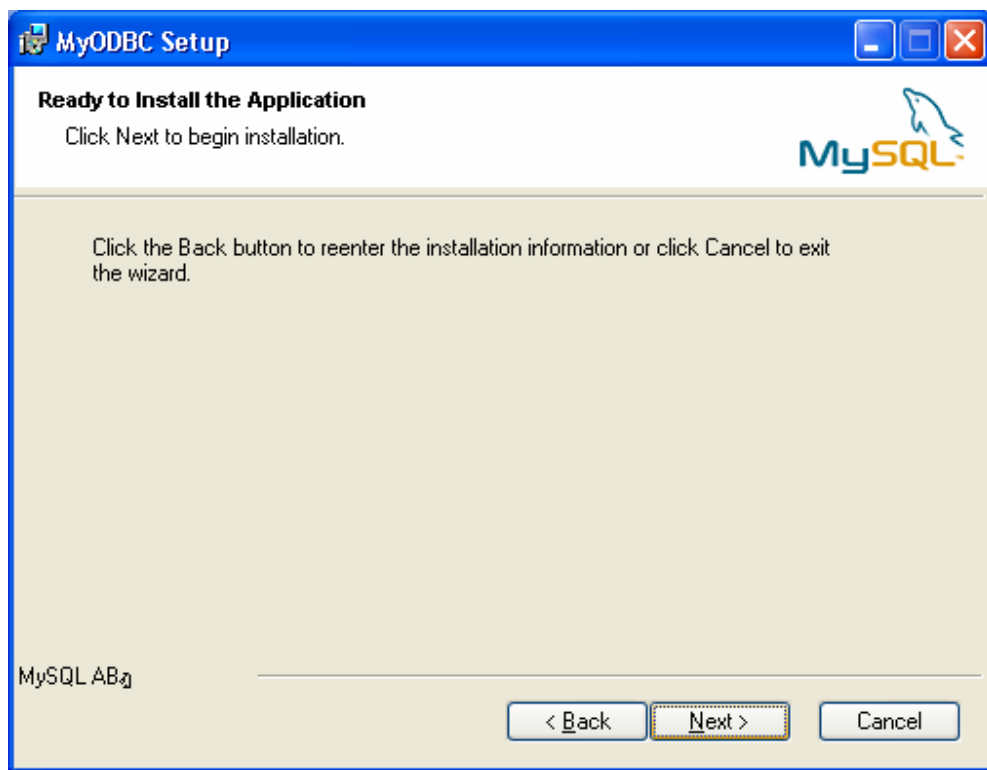 MyODBC Setup
Ready to Install the Application
Click Next to begin installation.
MySQL
Click the Back button to reenter the installation information or click Cancel to exit
the wizard.
MySQL AB
< Back
Next >
Cancel